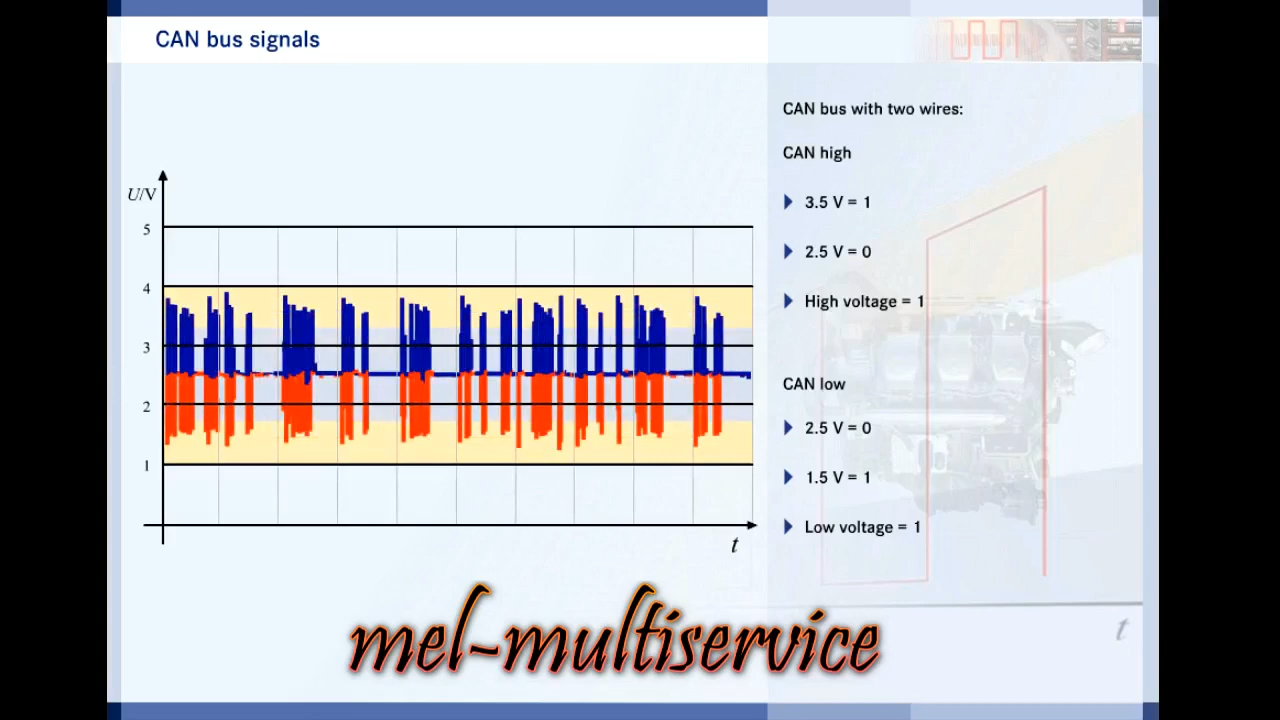 CAN bus signals
CAN bus with two wires:
CAN high
3.5 V = 1
2.5 V = 0
High voltage = 1
CAN low
2.5 V = 0
1.5 V = 1
Low voltage = 1
U/V
5
4
3
2
1
t
t
mel-multiservice